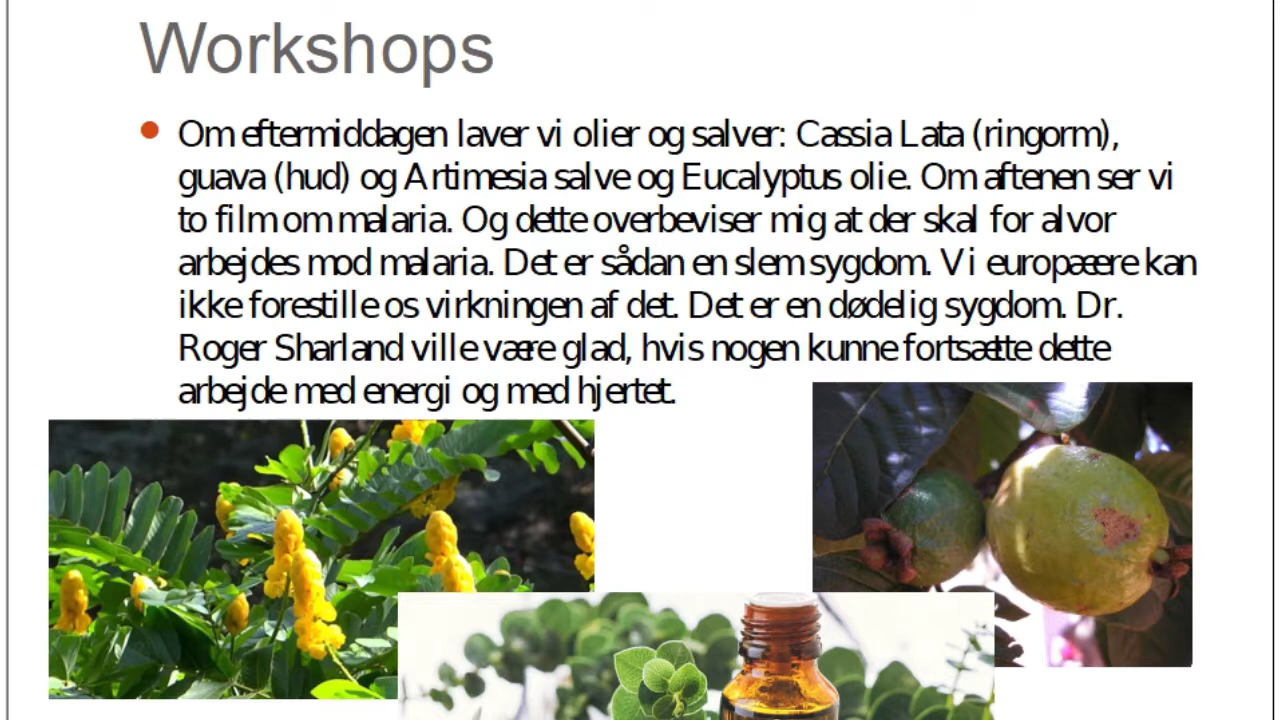 Workshops
Om eftermiddagen laver vi olier og salver: Cassia Lata (ringorm),
guava (hud) og Artimesia salve og Eucalyptus olie. Om aftenen ser vi
to film om malaria. Og dette overbeviser mig at der skal for alvor
arbejdes mod malaria. Det er sådan en slem sygdom. Vi europæere kan
ikke forestille os virkningen af det. Det er en dødelig sygdom. Dr.
Roger Sharland ville være glad, hvis nogen kunne fortsætte dette
arbejde med energi og med hjertet.